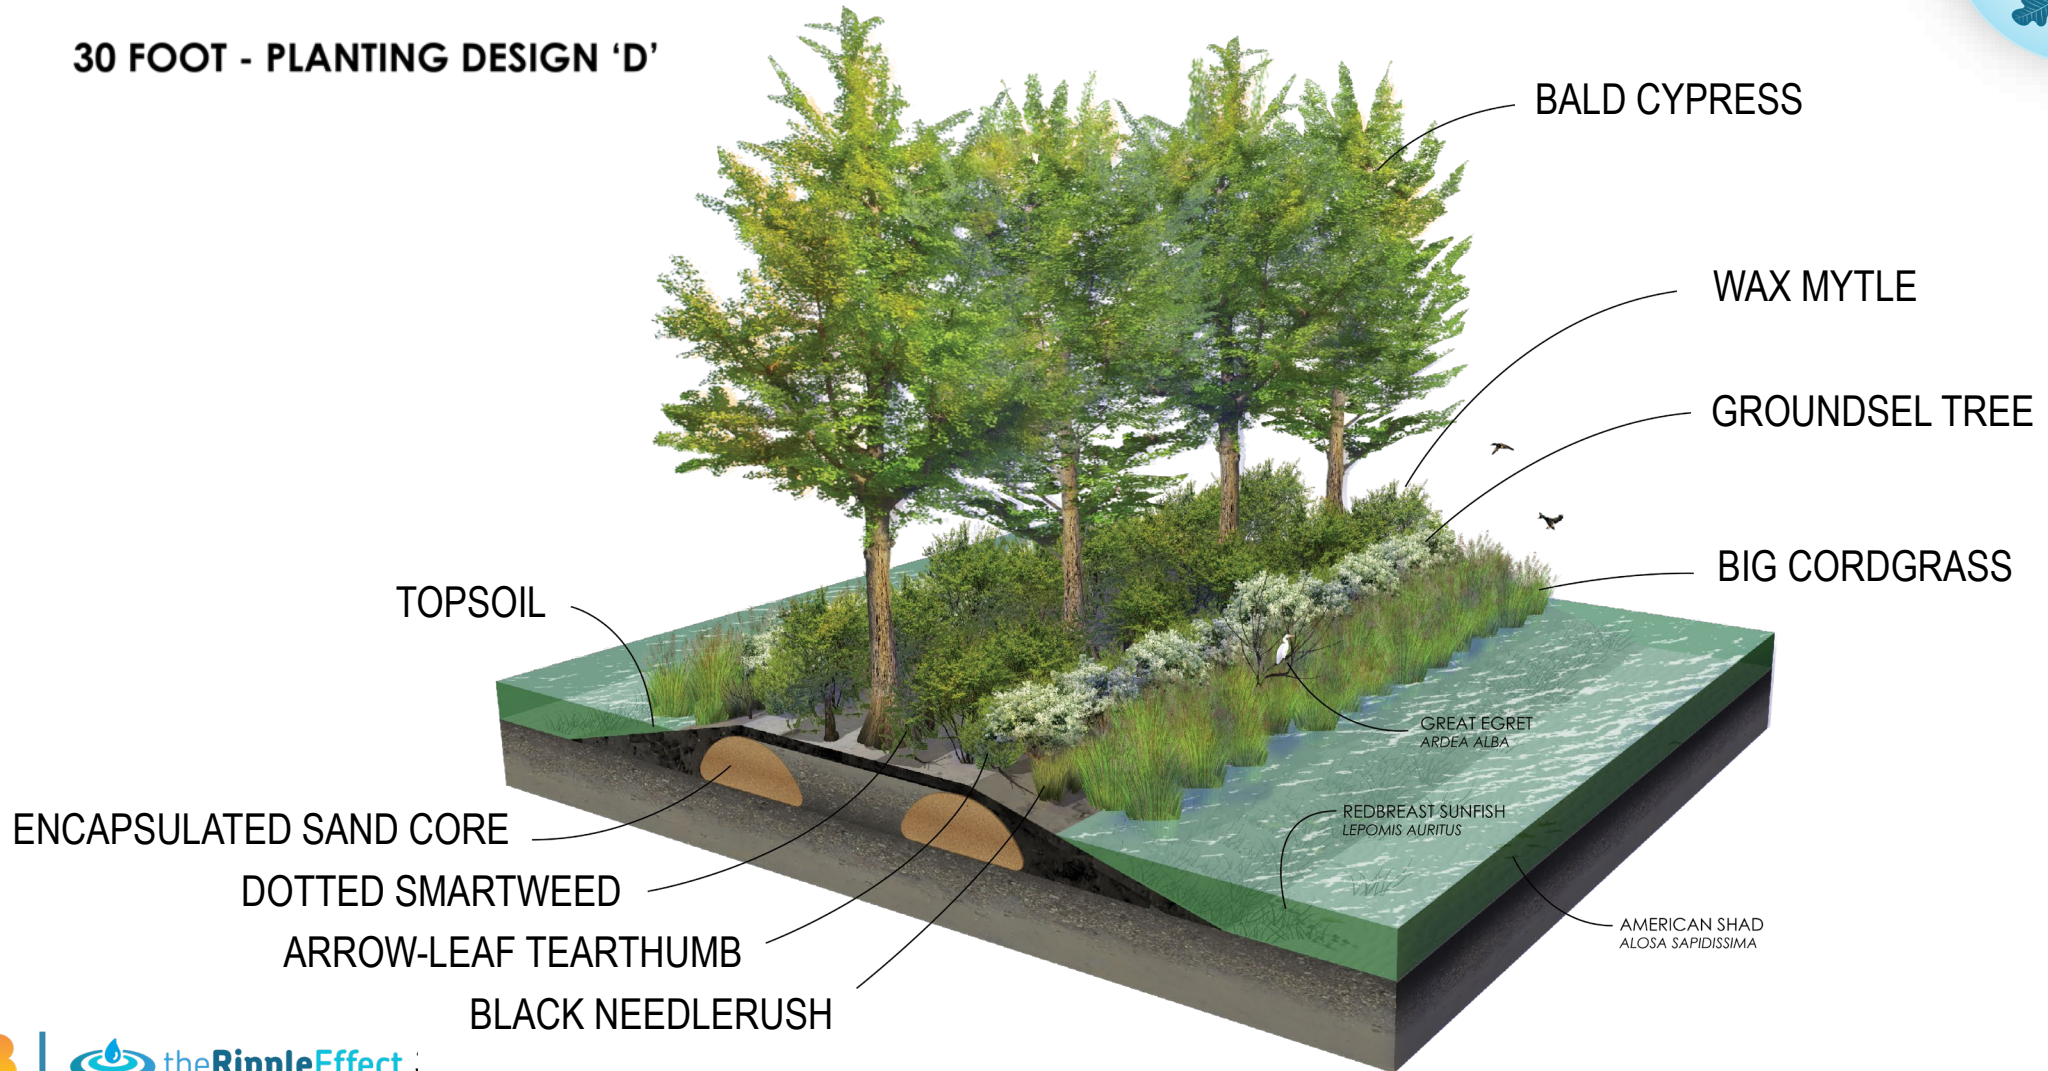 30 FOOT - PLANTING DESIGN ‘D’
BALD CYPRESS
WAX MYTLE
GROUNDSEL TREE
BIG CORDGRASS
TOPSOIL
GREAT EGRET
ARDEA ALBA
REDBREAST SUNFISH
LEPOMIS AURITUS
AMERICAN SHAD
ALOSA SAPIDISSIMA
ENCAPSULATED SAND CORE
DOTTED SMARTWEED
ARROW-LEAF TEARTHUMB
BLACK NEEDLERUSH
theRippleEffect